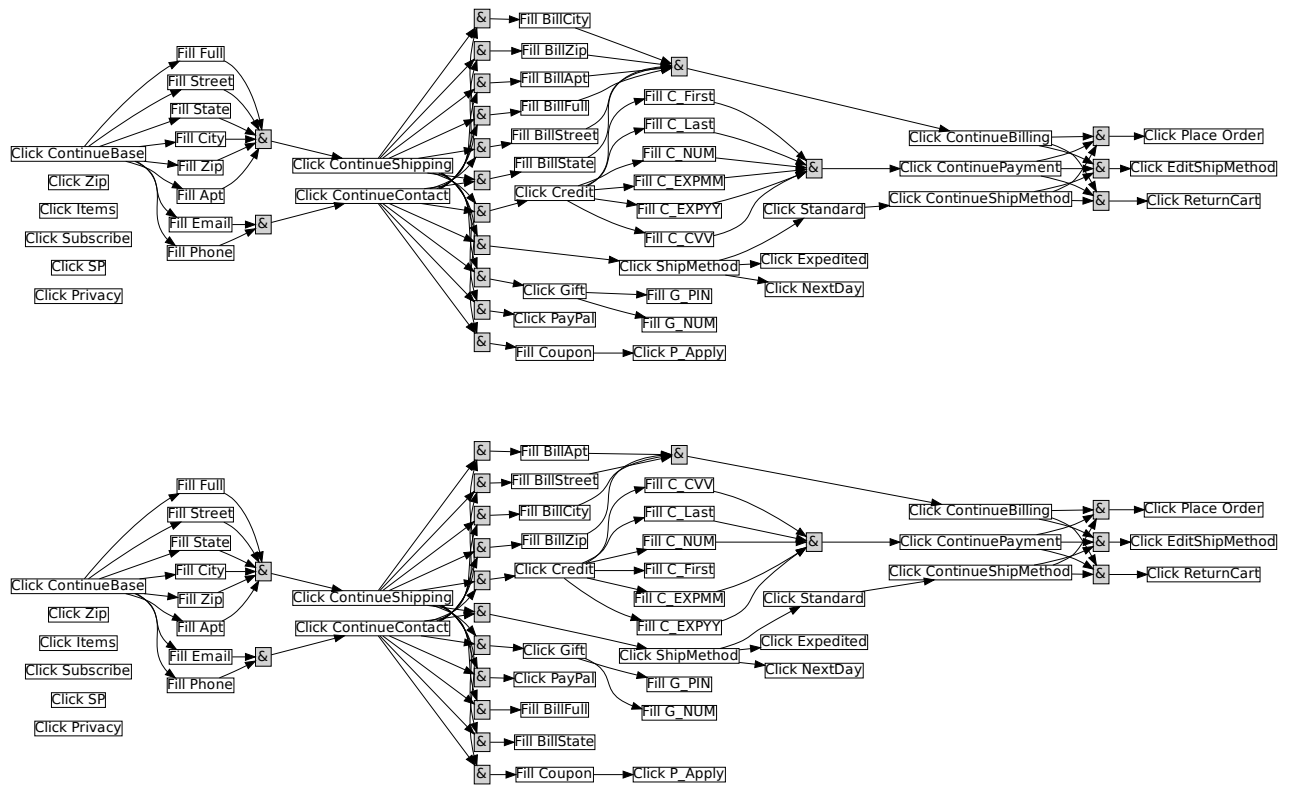 & Fill BillCity
Fill Full & Fill BillZip
Fill Street & Fill BillApt &
Fill State & Fill BillFull Fill C_First
Fill City & & Fill BillStreet Fill C_Last Click ContinueBilling & Click Place Order
Click ContinueBase Fill Zip Click ContinueShipping & Fill BillState Fill C_NUM & Click ContinuePayment & Click EditShipMethod
Click Zip Fill Apt Click ContinueContact & Click Credit Fill C_EXPMM Click ContinueShipMethod & Click ReturnCart
Click Items Fill Email & Fill C_EXPYY Click Standard
Click Subscribe Fill Phone & Fill C_CVV
Click SP Click ShipMethod Click Expedited
Click Privacy & Click Gift Fill G_PIN Click NextDay
& Click PayPal Fill G_NUM
& Fill Coupon Click P_Apply
& Fill BillApt &
Fill Full & Fill BillStreet Fill C_CVV
Fill Street & Fill BillCity Fill C_Last Click ContinueBilling & Click Place Order
Fill State & Fill BillZip Fill C_NUM & Click ContinuePayment & Click EditShipMethod
Click ContinueBase Fill City & & Click Credit Fill C_First Click ContinueShipMethod & Click ReturnCart
Click Zip Fill Zip Click ContinueShipping & Fill C_EXPMM Click Standard
Click Items Fill Apt Click ContinueContact Fill C_EXPYY
Click Subscribe Fill Email & & Click Gift Click ShipMethod Click Expedited
Click SP Fill Phone & Click PayPal Fill G_PIN Click NextDay
Click Privacy & Fill BillFull Fill G_NUM
& Fill BillState
& Fill Coupon Click P_Apply